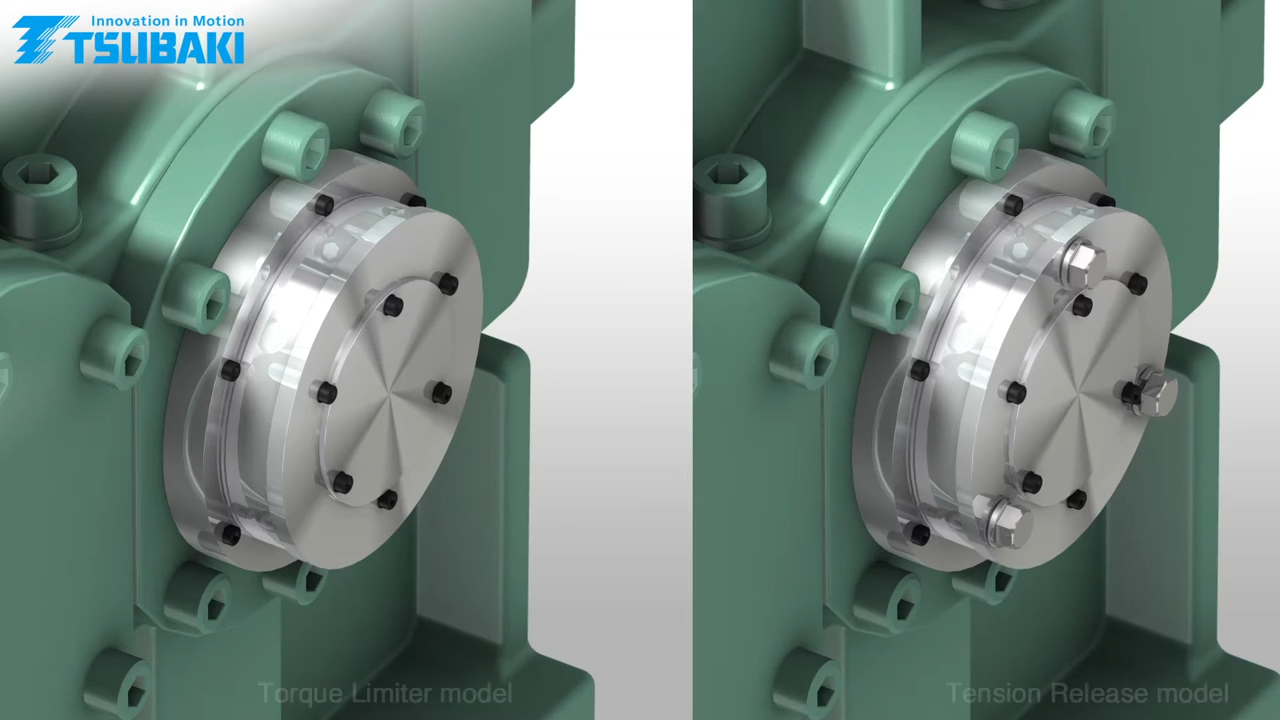 Innovation in Motion
TSUBAKI
Torque Limiter model
Tension Release model